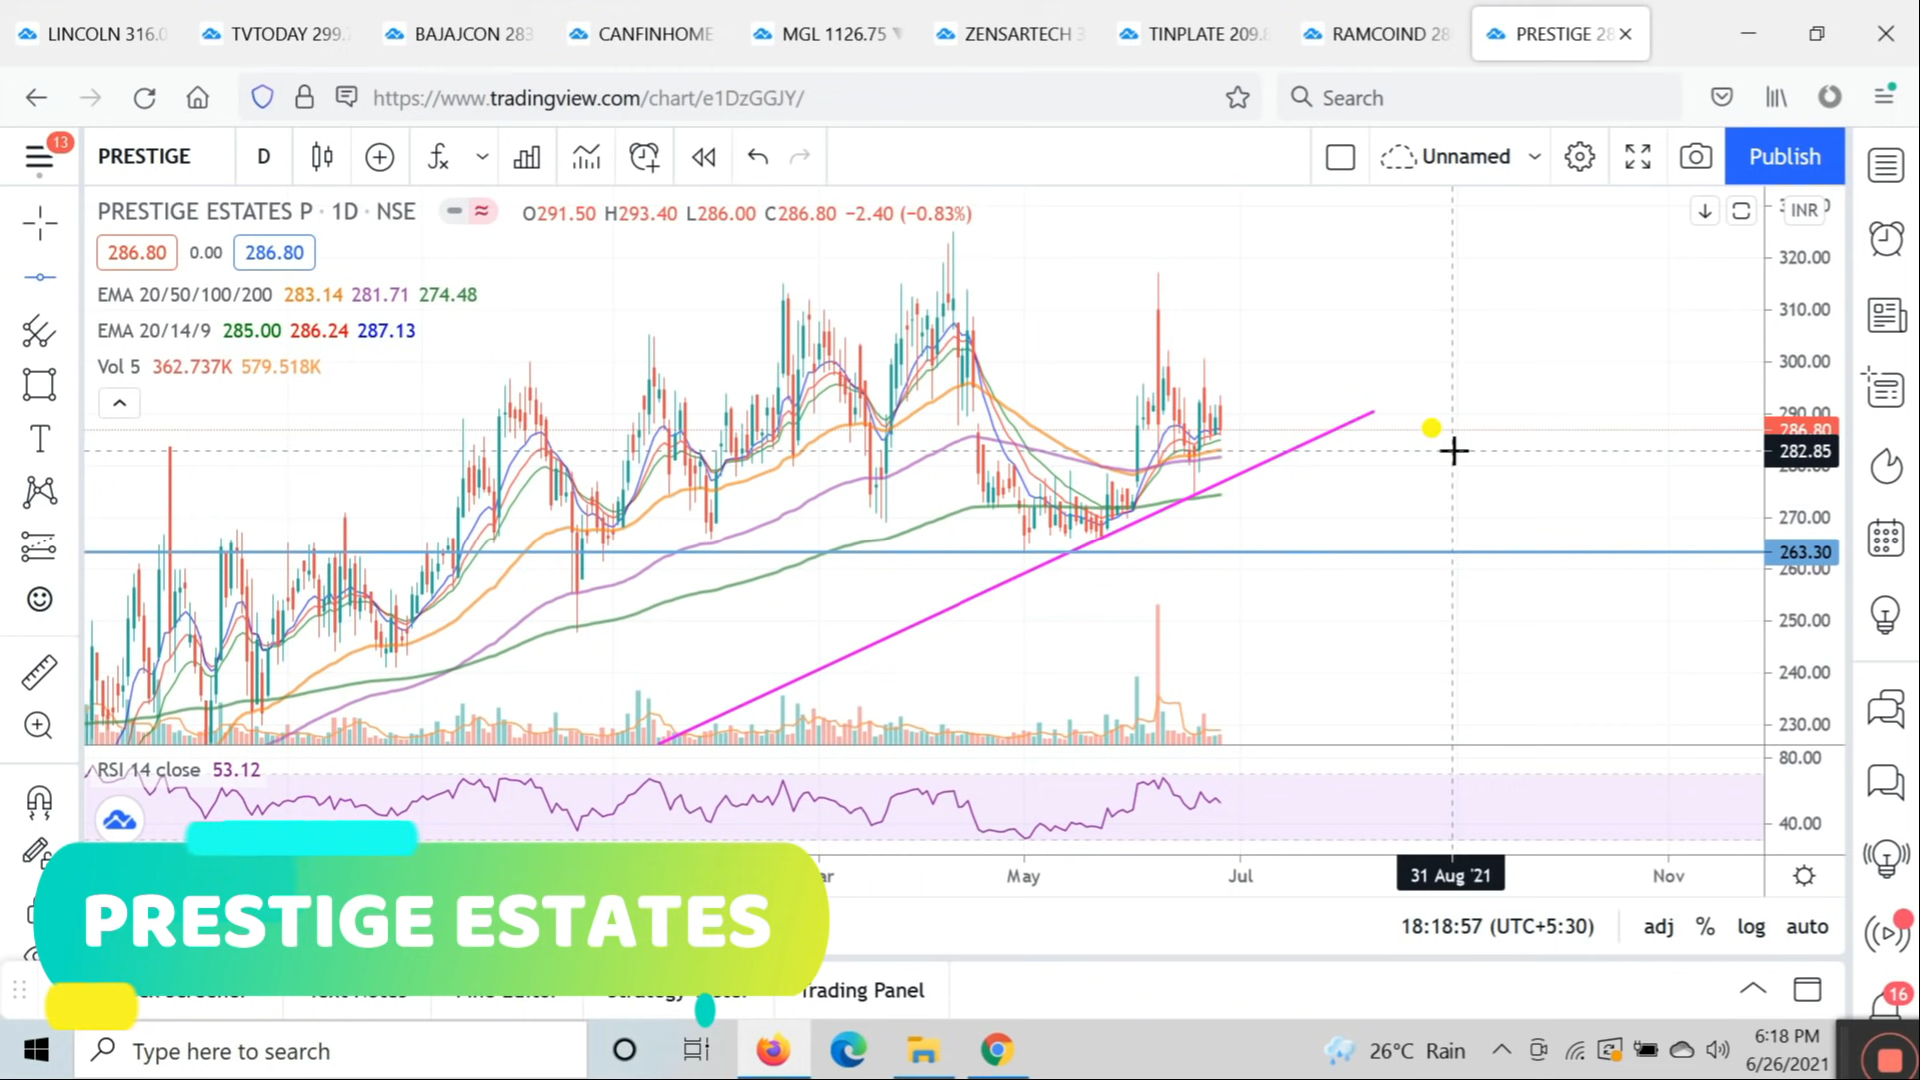 LINCOLN 316.0
TVTODAY 299.
BAJAJCON 283
CANFINHOME
MGL 1126.75
ZENSARTECH 3
TINPLATE 209.8
RAMCOIND 28
PRESTIGE 28
https://www.tradingview.com/chart/e1DzGGJY/
Search
13
PRESTIGE
D
Unnamed
Publish
PRESTIGE ESTATES P · 1D · NSE
O291.50 H293.40 L286.00 C286.80 −2.40 (−0.83%)
INR
286.80 0.00 286.80
EMA 20/50/100/200 283.14 281.71 274.48
EMA 20/14/9 285.00 286.24 287.13
Vol 5 362.737K 579.518K
320.00
310.00
300.00
290.00
286.80
282.85
270.00
263.30
260.00
250.00
240.00
230.00
RSI 14 close 53.12
80.00
40.00
May
Jul
31 Aug '21
Nov
PRESTIGE ESTATES
18:18:57 (UTC+5:30)
adj % log auto
Trading Panel
16
Type here to search
26°C Rain
6:18 PM
6/26/2021